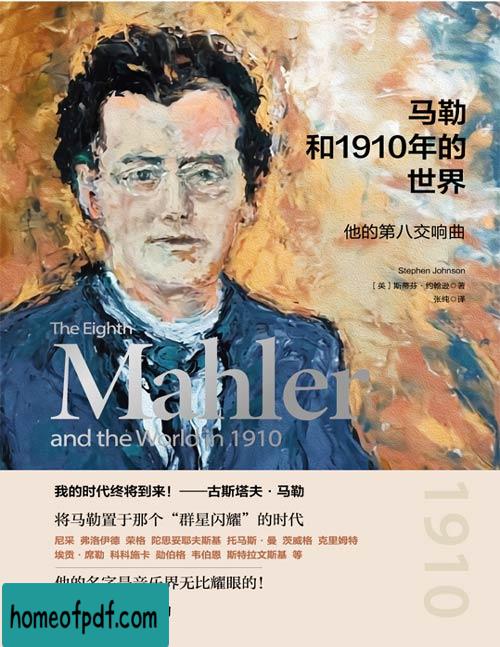 马勒
和1910年的
世界
他的第八交响曲
Stephen Johnson
[英]斯蒂芬·约翰逊◎著
张纯◎译
The Eighth
Mahler
and the World in 1910
我的时代终将到来！——古斯塔夫·马勒
将马勒置于那个“群星闪耀”的时代
尼采 弗洛伊德 荣格 陀思妥耶夫斯基 托马斯·曼 茨威格 克里姆特
埃贡·席勒 科科施卡 勋伯格 韦伯恩 斯特拉文斯基 等
他的名字是音乐界无比耀眼的！
1910
homeofpdf.com